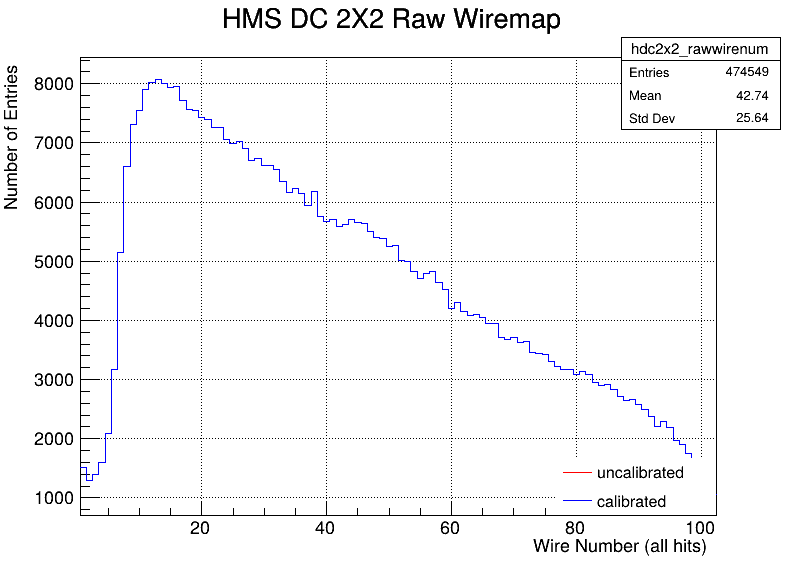 HMS DC 2X2 Raw Wiremap
hdc2x2_rawwirenum
Entries 474549
Mean 42.74
Std Dev 25.64
Number of Entries
8000
7000
6000
5000
4000
3000
2000
1000
uncalibrated
calibrated
20 40 60 80 100
Wire Number (all hits)